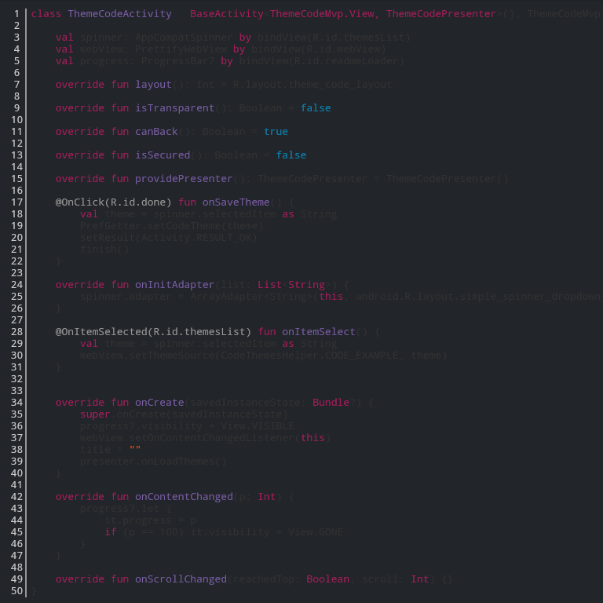 1 class ThemeCodeActivity : BaseActivity<ThemeCodeMvp.View, ThemeCodePresenter>(), ThemeCodeMvp
2
3 val spinner: AppCompatSpinner by bindView(R.id.themesList)
4 val webView: PrettifyWebView by bindView(R.id.webView)
5 val progress: ProgressBar? by bindView(R.id.readmeLoader)
6
7 override fun layout(): Int = R.layout.theme_code_layout
8
9 override fun isTransparent(): Boolean = false
10
11 override fun canBack(): Boolean = true
12
13 override fun isSecured(): Boolean = false
14
15 override fun providePresenter(): ThemeCodePresenter = ThemeCodePresenter()
16
17 @OnClick(R.id.done) fun onSaveTheme() {
18 val theme = spinner.selectedItem as String
19 PrefGetter.setCodeTheme(theme)
20 setResult(Activity.RESULT_OK)
21 finish()
22 }
23
24 override fun onInitAdapter(list: List<String>) {
25 spinner.adapter = ArrayAdapter<String>(this, android.R.layout.simple_spinner_dropdown
26 }
27
28 @OnItemSelected(R.id.themesList) fun onItemSelect() {
29 val theme = spinner.selectedItem as String
30 webView.setThemeSource(CodeThemesHelper.CODE_EXAMPLE, theme)
31 }
32
33
34 override fun onCreate(savedInstanceState: Bundle?) {
35 super.onCreate(savedInstanceState)
36 progress?.visibility = View.VISIBLE
37 webView.setOnContentChangedListener(this)
38 title = ""
39 presenter.onLoadThemes()
40 }
41
42 override fun onContentChanged(p: Int) {
43 progress?.let {
44 it.progress = p
45 if (p == 100) it.visibility = View.GONE
46 }
47 }
48
49 override fun onScrollChanged(reachedTop: Boolean, scroll: Int) {}
50 }